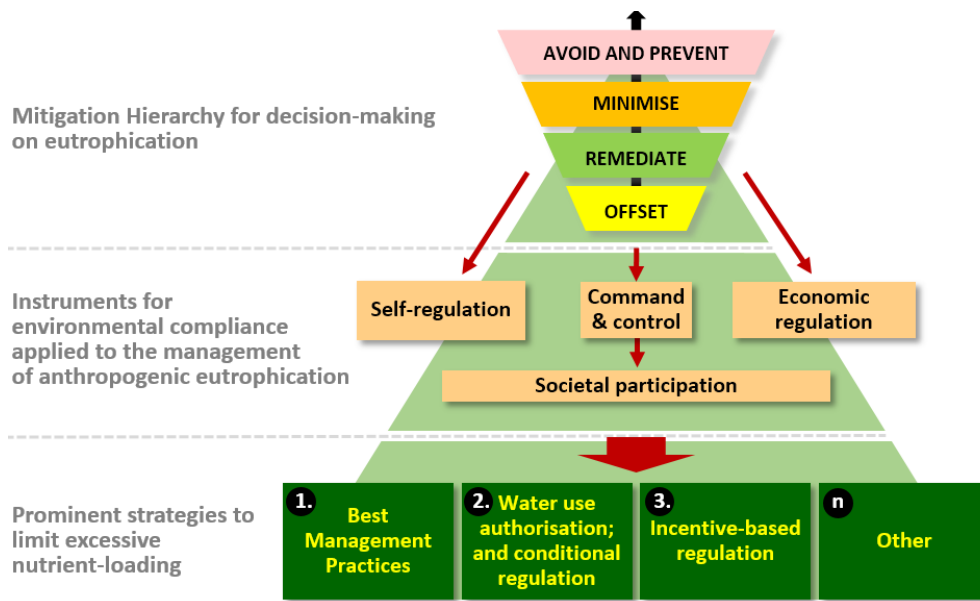 AVOID AND PREVENT
MINIMISE
REMEDIATE
OFFSET
Mitigation Hierarchy for decision-making
on eutrophication
Instruments for
environmental compliance
applied to the management
of anthropogenic eutrophication
Self-regulation
Command
& control
Economic
regulation
Societal participation
Prominent strategies to
limit excessive
nutrient-loading
1.
Best
Management
Practices
2.
Water use
authorisation;
and conditional
regulation
3.
Incentive-based
regulation
n
Other